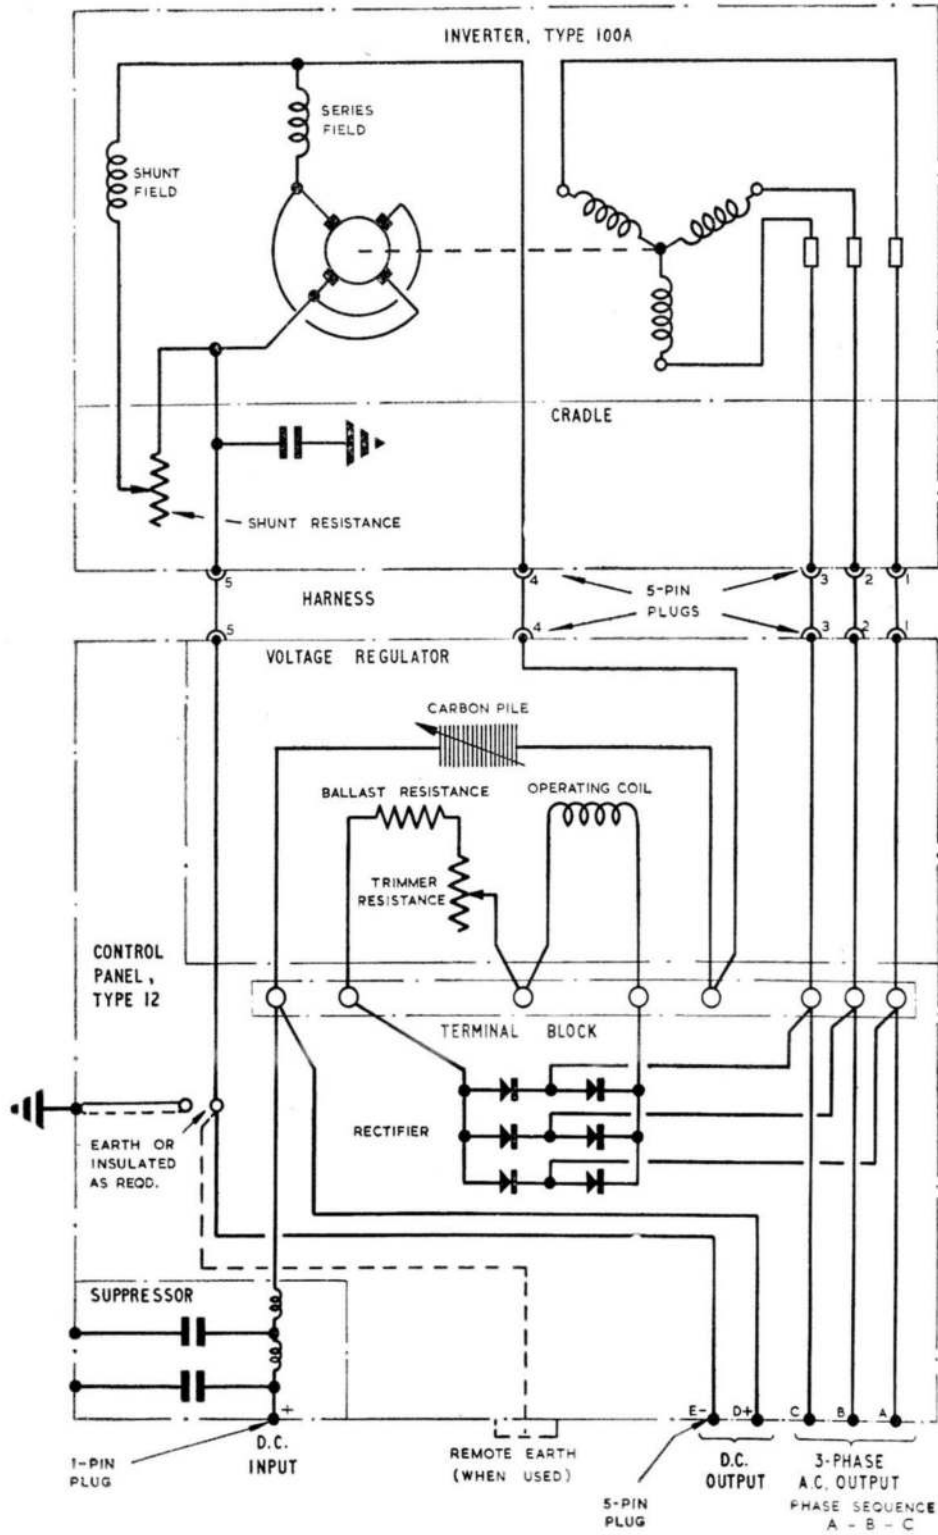 INVERTER, TYPE 100A
SERIES
FIELD
SHUNT
FIELD
CRADLE
SHUNT RESISTANCE
5
4
3
2
1
HARNESS
5-PIN
PLUGS
5
4
3
2
1
VOLTAGE REGULATOR
CARBON PILE
BALLAST RESISTANCE
OPERATING COIL
TRIMMER
RESISTANCE
CONTROL
PANEL,
TYPE 12
TERMINAL BLOCK
RECTIFIER
EARTH OR
INSULATED
AS REQD.
SUPPRESSOR
+
E-
D+
C
B
A
1-PIN
PLUG
D.C.
INPUT
REMOTE EARTH
(WHEN USED)
5-PIN
PLUG
D.C.
OUTPUT
3-PHASE
A.C. OUTPUT
PHASE SEQUENCE
A - B - C